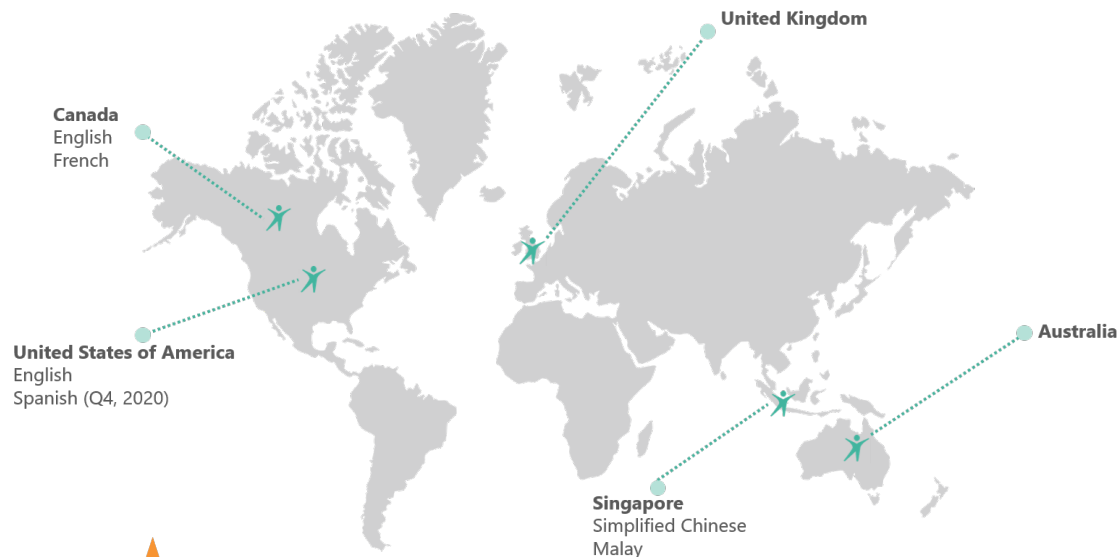 United Kingdom
Canada
English
French
United States of America
English
Spanish (Q4, 2020)
Australia
Singapore
Simplified Chinese
Malay